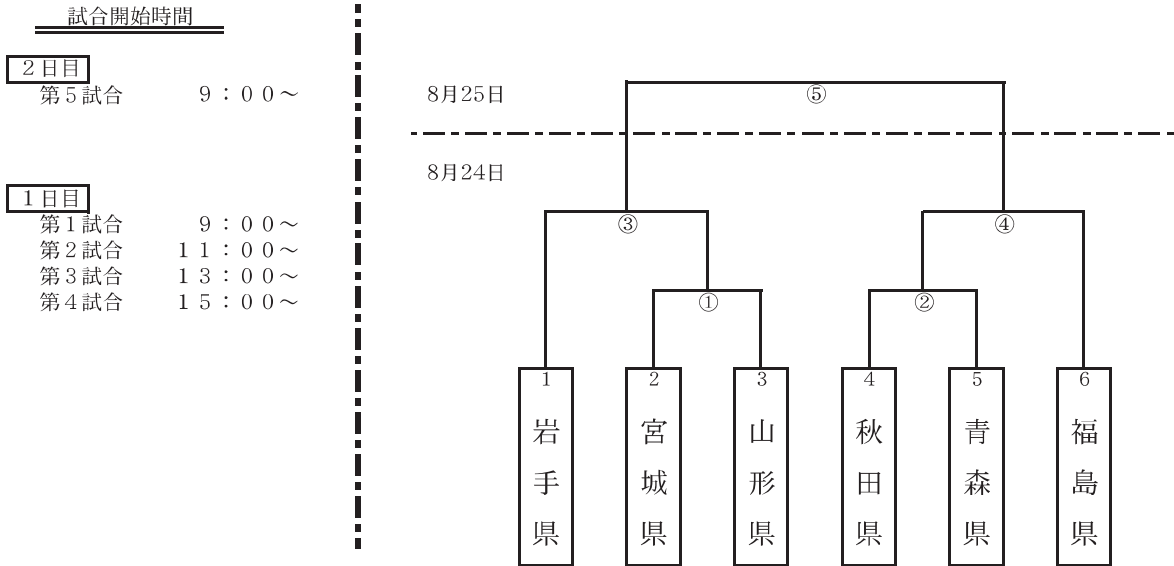 試合開始時間
２日目
第５試合 ９：００～
１日目
第１試合 ９：００～
第２試合 １１：００～
第３試合 １３：００～
第４試合 １５：００～
8月25日
⑤
8月24日
③ ④
① ②
1 2 3 4 5 6
岩手県
宮城県
山形県
秋田県
青森県
福島県